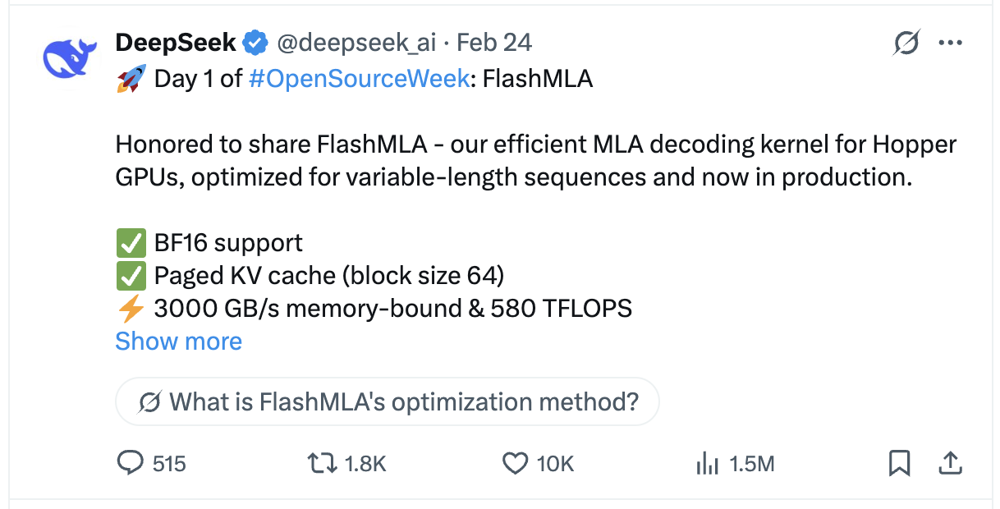 DeepSeek @deepseek_ai · Feb 24
🚀 Day 1 of #OpenSourceWeek: FlashMLA
Honored to share FlashMLA - our efficient MLA decoding kernel for Hopper
GPUs, optimized for variable-length sequences and now in production.
✅ BF16 support
✅ Paged KV cache (block size 64)
⚡ 3000 GB/s memory-bound & 580 TFLOPS
Show more
What is FlashMLA's optimization method?
515 1.8K 10K 1.5M